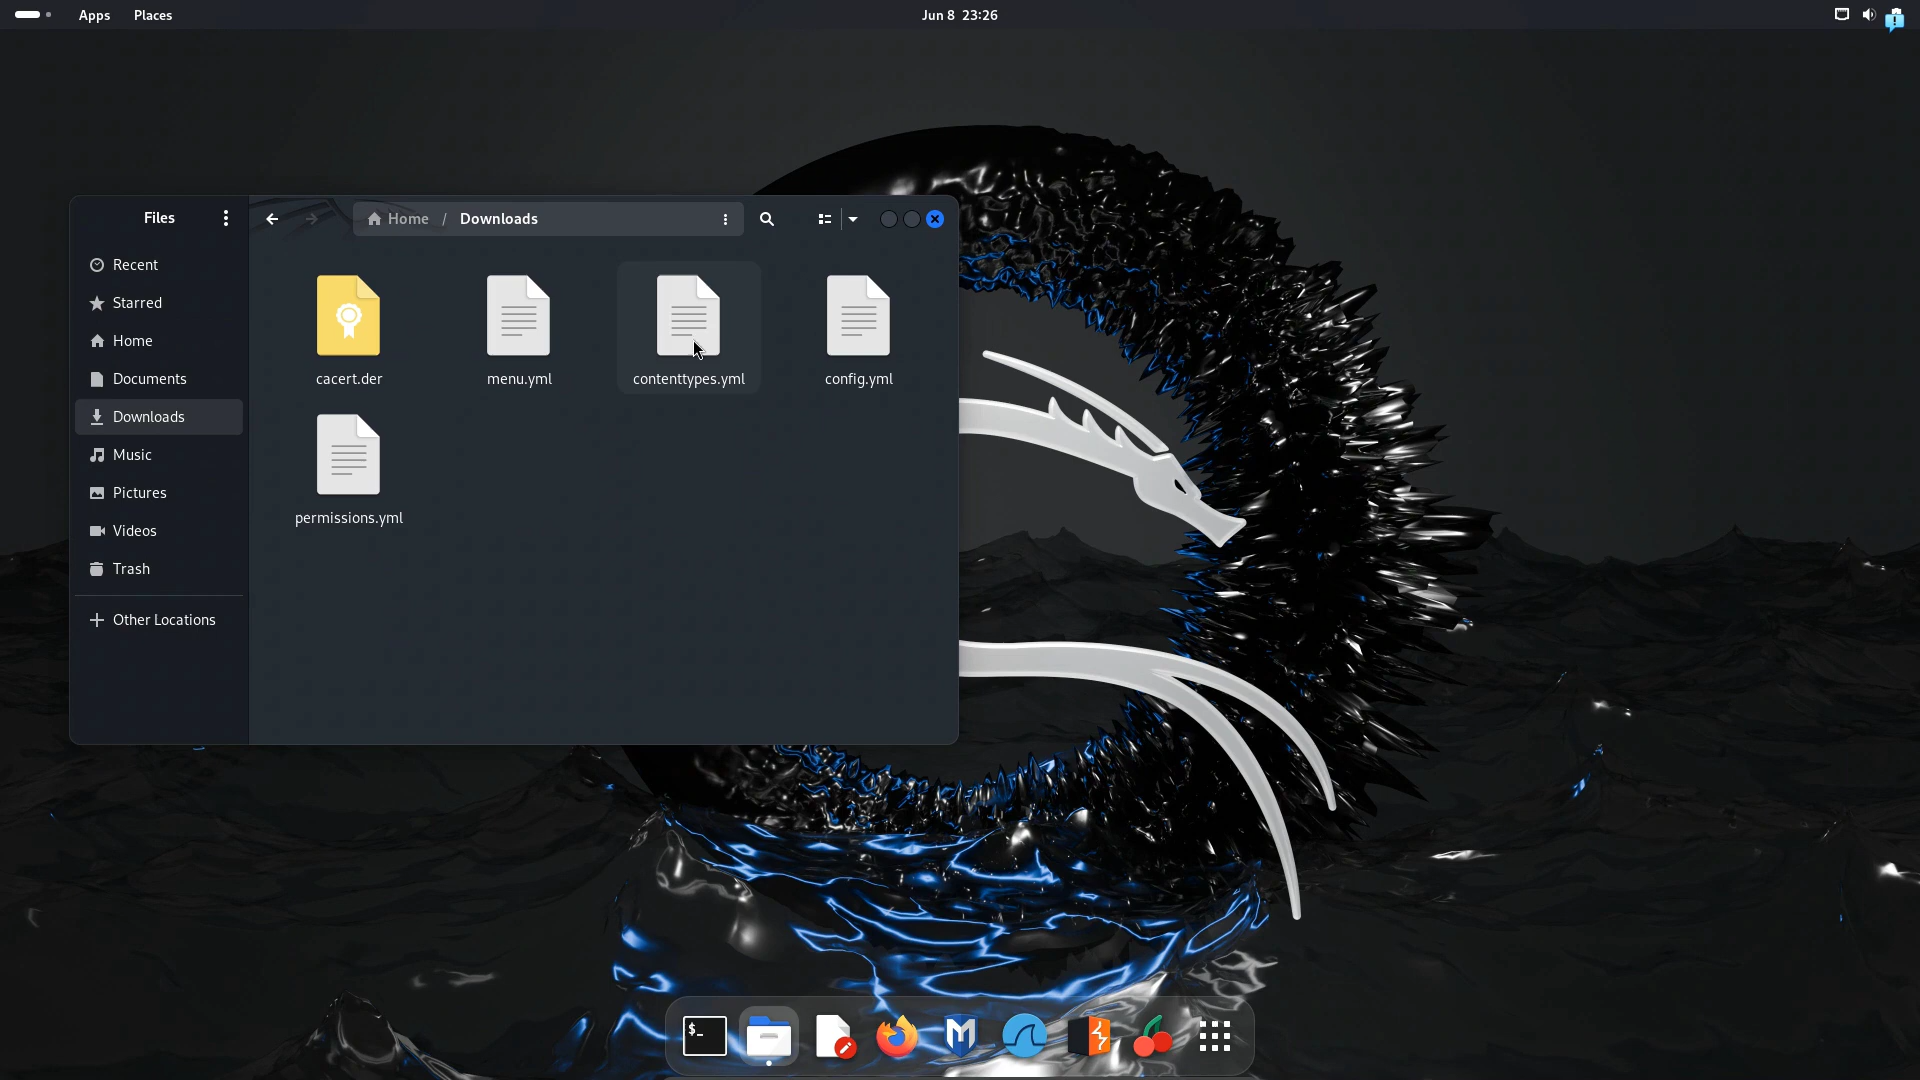 Apps Places Jun 8 23:26
Files Home / Downloads
Recent
Starred
Home
Documents
Downloads
Music
Pictures
Videos
Trash
Other Locations
cacert.der menu.yml contenttypes.yml config.yml
permissions.yml
$_